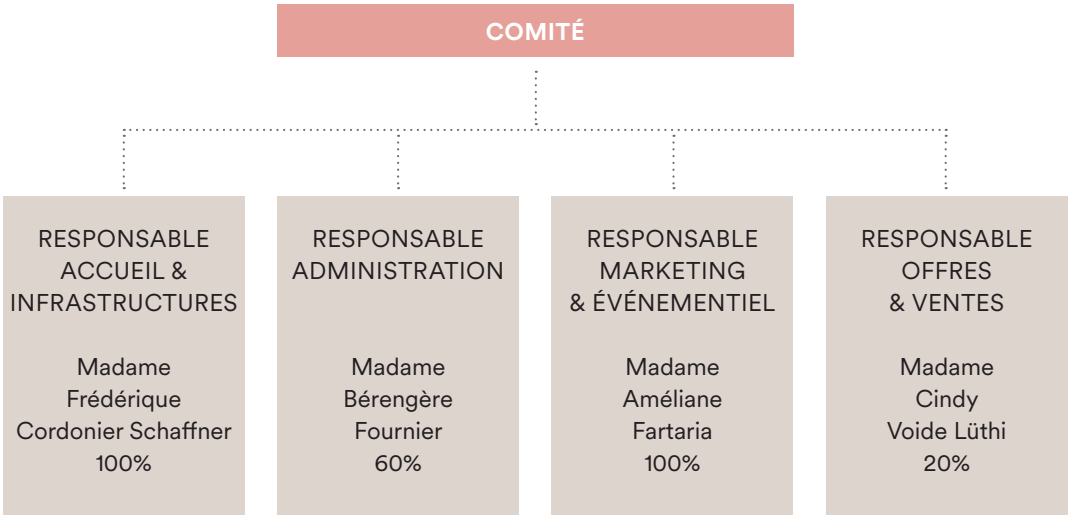 COMITÉ
RESPONSABLE
ACCUEIL &
INFRASTRUCTURES
Madame
Frédérique
Cordonier Schaffner
100%
RESPONSABLE
ADMINISTRATION
Madame
Bérengère
Fournier
60%
RESPONSABLE
MARKETING
& ÉVÉNEMENTIEL
Madame
Améliane
Fartaria
100%
RESPONSABLE
OFFRES
& VENTES
Madame
Cindy
Voide Lüthi
20%